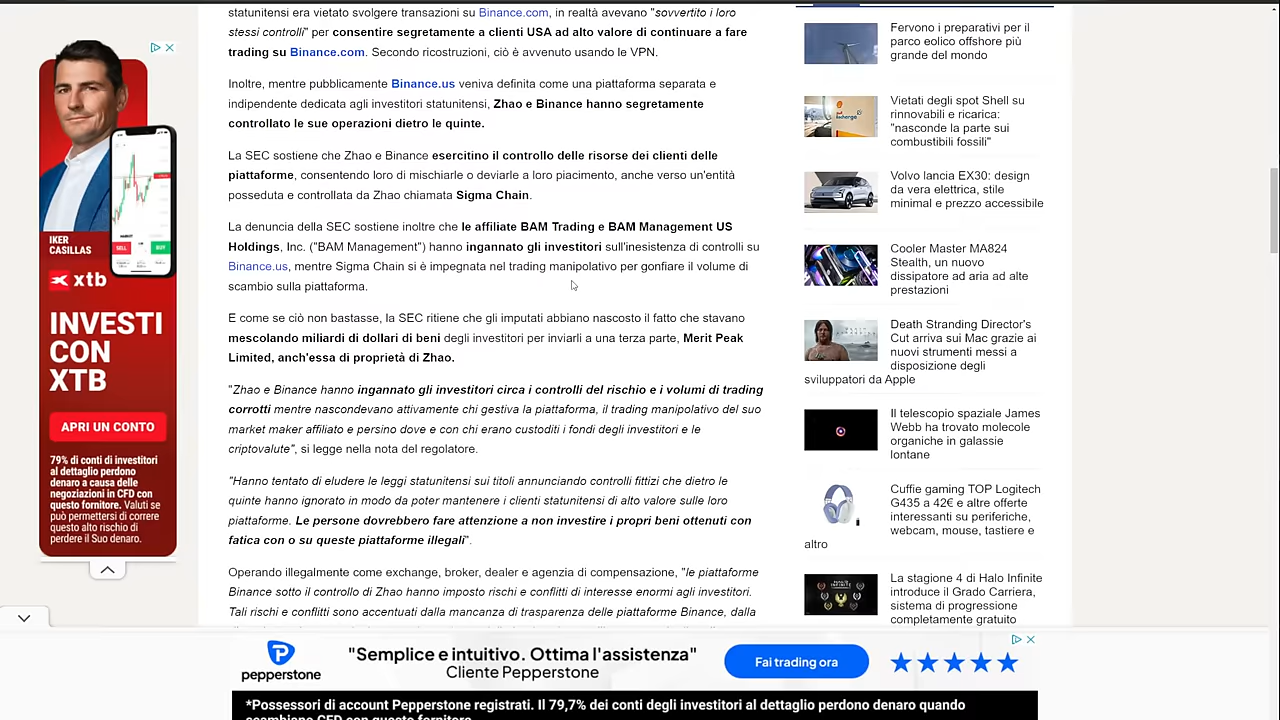 statunitensi era vietato svolgere transazioni su Binance.com, in realtà avevano "sovvertito i loro
stessi controlli" per consentire segretamente a clienti USA ad alto valore di continuare a fare
trading su Binance.com. Secondo ricostruzioni, ciò è avvenuto usando le VPN.
Inoltre, mentre pubblicamente Binance.us veniva definita come una piattaforma separata e
indipendente dedicata agli investitori statunitensi, Zhao e Binance hanno segretamente
controllato le sue operazioni dietro le quinte.
La SEC sostiene che Zhao e Binance esercitino il controllo delle risorse dei clienti delle
piattaforme, consentendo loro di mischiarle o deviarle a loro piacimento, anche verso un'entità
posseduta e controllata da Zhao chiamata Sigma Chain.
La denuncia della SEC sostiene inoltre che le affiliate BAM Trading e BAM Management US
Holdings, Inc. ("BAM Management") hanno ingannato gli investitori sull'inesistenza di controlli su
Binance.us, mentre Sigma Chain si è impegnata nel trading manipolativo per gonfiare il volume di
scambio sulla piattaforma.
E come se ciò non bastasse, la SEC ritiene che gli imputati abbiano nascosto il fatto che stavano
mescolando miliardi di dollari di beni degli investitori per inviarli a una terza parte, Merit Peak
Limited, anch'essa di proprietà di Zhao.
"Zhao e Binance hanno ingannato gli investitori circa i controlli del rischio e i volumi di trading
corrotti mentre nascondevano attivamente chi gestiva la piattaforma, il trading manipolativo del suo
market maker affiliato e persino dove e con chi erano custoditi i fondi degli investitori e le
criptovalute", si legge nella nota del regolatore.
"Hanno tentato di eludere le leggi statunitensi sui titoli annunciando controlli fittizi che dietro le
quinte hanno ignorato in modo da poter mantenere i clienti statunitensi di alto valore sulle loro
piattaforme. Le persone dovrebbero fare attenzione a non investire i propri beni ottenuti con
fatica con o su queste piattaforme illegali".
Operando illegalmente come exchange, broker, dealer e agenzia di compensazione, "le piattaforme
Binance sotto il controllo di Zhao hanno imposto rischi e conflitti di interesse enormi agli investitori.
Tali rischi e conflitti sono accentuati dalla mancanza di trasparenza delle piattaforme Binance, dalla
Fervono i preparativi per il
parco eolico offshore più
grande del mondo
Vietati degli spot Shell su
rinnovabili e ricarica:
"nasconde la parte sui
combustibili fossili"
Volvo lancia EX30: design
da vera elettrica, stile
minimal e prezzo accessibile
Cooler Master MA824
Stealth, un nuovo
dissipatore ad aria ad alte
prestazioni
Death Stranding Director's
Cut arriva sui Mac grazie ai
nuovi strumenti messi a
disposizione degli
sviluppatori da Apple
Il telescopio spaziale James
Webb ha trovato molecole
organiche in galassie
lontane
Cuffie gaming TOP Logitech
G435 a 42€ e altre offerte
interessanti su periferiche,
webcam, mouse, tastiere e
altro
La stagione 4 di Halo Infinite
introduce il Grado Carriera,
sistema di progressione
completamente gratuito
IKER
CASILLAS
SELL
BUY
xtb
INVESTI
CON
XTB
APRI UN CONTO
79% di conti di investitori
al dettaglio perdono
denaro a causa delle
negoziazioni in CFD con
questo fornitore. Valuti se
può permettersi di correre
questo alto rischio di
perdere il Suo denaro.
pepperstone
"Semplice e intuitivo. Ottima l'assistenza"
Cliente Pepperstone
Fai trading ora
*Possessori di account Pepperstone registrati. Il 79,7% dei conti degli investitori al dettaglio perdono denaro quando
scambiano CFD con questo fornitore